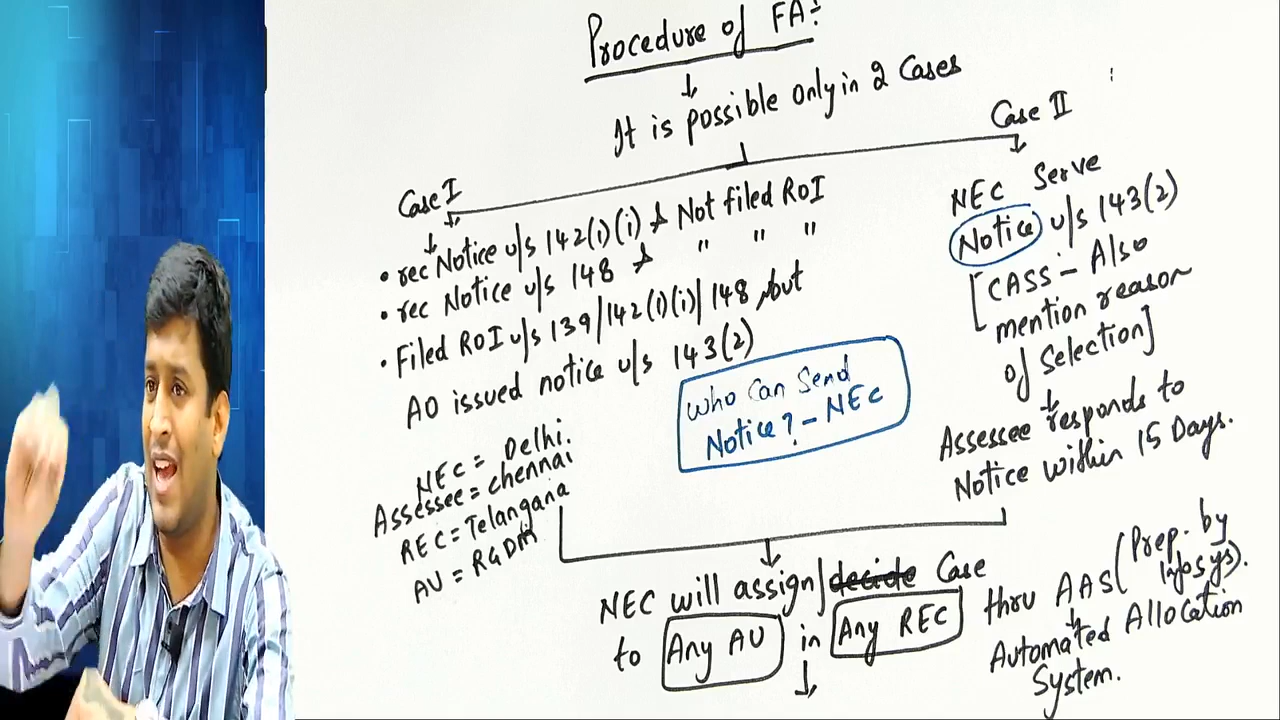 Procedure of FA:
It is possible only in 2 Cases
Case I
• rec Notice u/s 142(1)(i) & Not filed RoI
• rec Notice u/s 148 & " " "
• Filed RoI u/s 139/142(1)(i)/148, but
AO issued notice u/s 143(2)
NEC = Delhi.
Assessee = chennai
REC = Telangana
AU =
Who Can Send
Notice? - NEC
Case II
NEC Serve
Notice u/s 143(2)
[CASS - Also
mention reason
of Selection]
Assessee responds to
Notice within 15 Days.
NEC will assign/decide Case
to Any AU in Any REC
thru AAS (Prep. by
Infosys).
Automated Allocation
System.